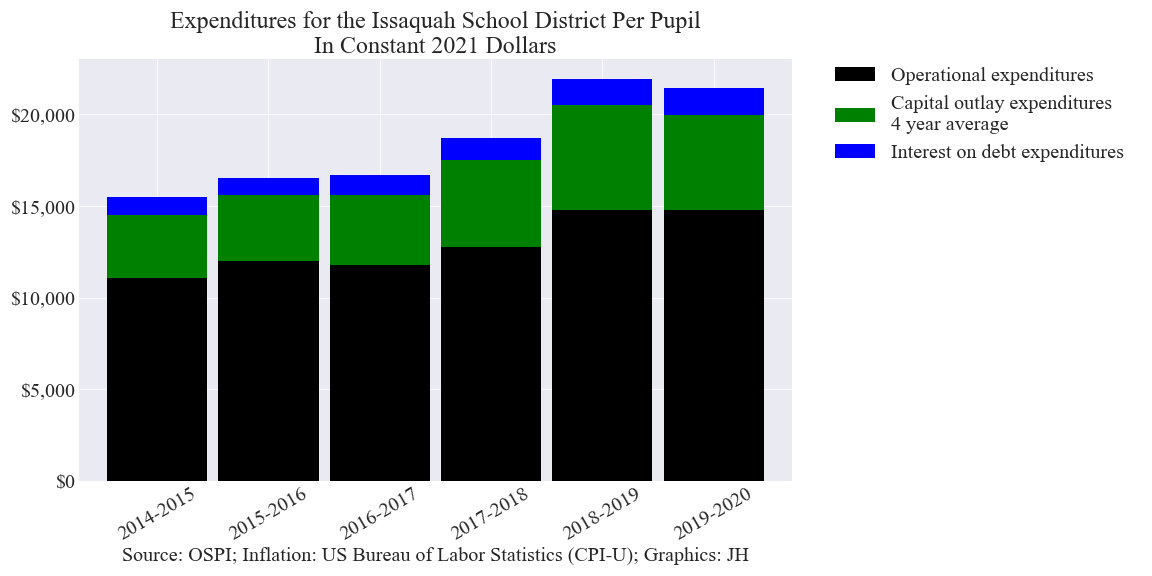 Expenditures for the Issaquah School District Per Pupil
In Constant 2021 Dollars
$20,000
$15,000
$10,000
$5,000
$0
2014-2015
2015-2016
2016-2017
2017-2018
2018-2019
2019-2020
Source: OSPI; Inflation: US Bureau of Labor Statistics (CPI-U); Graphics: JH
Operational expenditures
Capital outlay expenditures
4 year average
Interest on debt expenditures